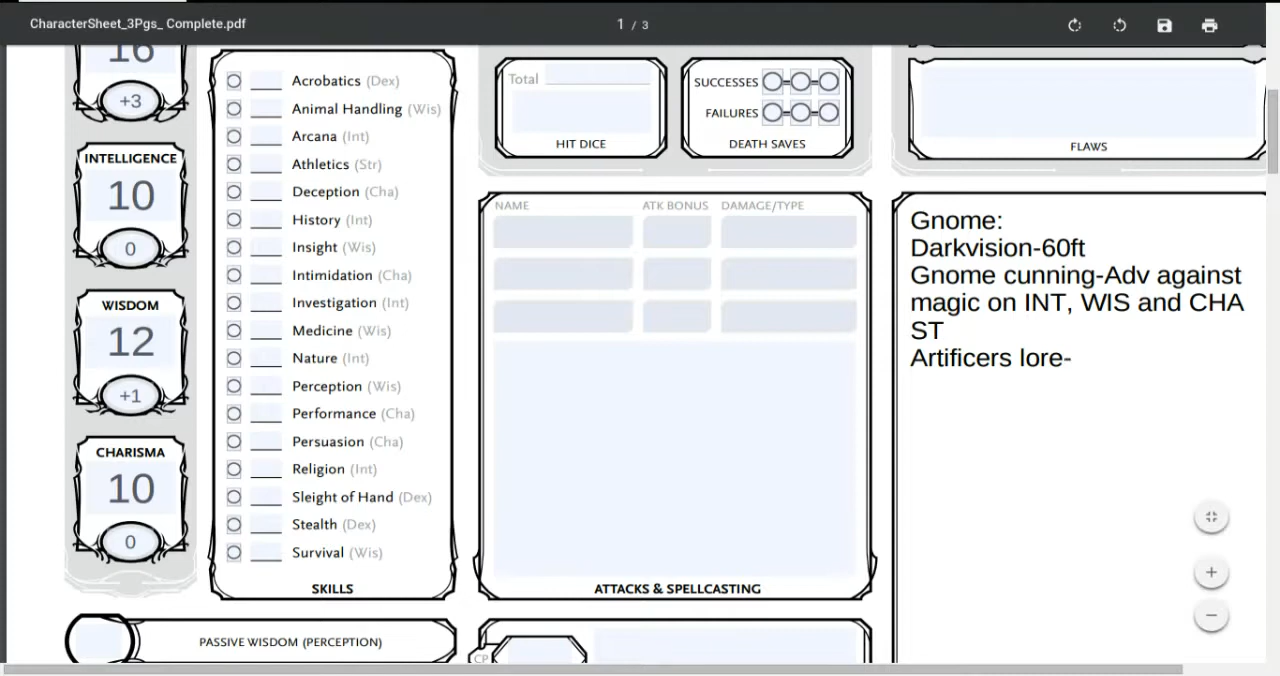 CharacterSheet_3Pgs_ Complete.pdf
1 / 3
16
+3
INTELLIGENCE
10
0
WISDOM
12
+1
CHARISMA
10
0
Acrobatics (Dex)
Animal Handling (Wis)
Arcana (Int)
Athletics (Str)
Deception (Cha)
History (Int)
Insight (Wis)
Intimidation (Cha)
Investigation (Int)
Medicine (Wis)
Nature (Int)
Perception (Wis)
Performance (Cha)
Persuasion (Cha)
Religion (Int)
Sleight of Hand (Dex)
Stealth (Dex)
Survival (Wis)
SKILLS
PASSIVE WISDOM (PERCEPTION)
Total
HIT DICE
SUCCESSES
FAILURES
DEATH SAVES
NAME ATK BONUS DAMAGE/TYPE
ATTACKS & SPELLCASTING
CP
FLAWS
Gnome:
Darkvision-60ft
Gnome cunning-Adv against
magic on INT, WIS and CHA
ST
Artificers lore-